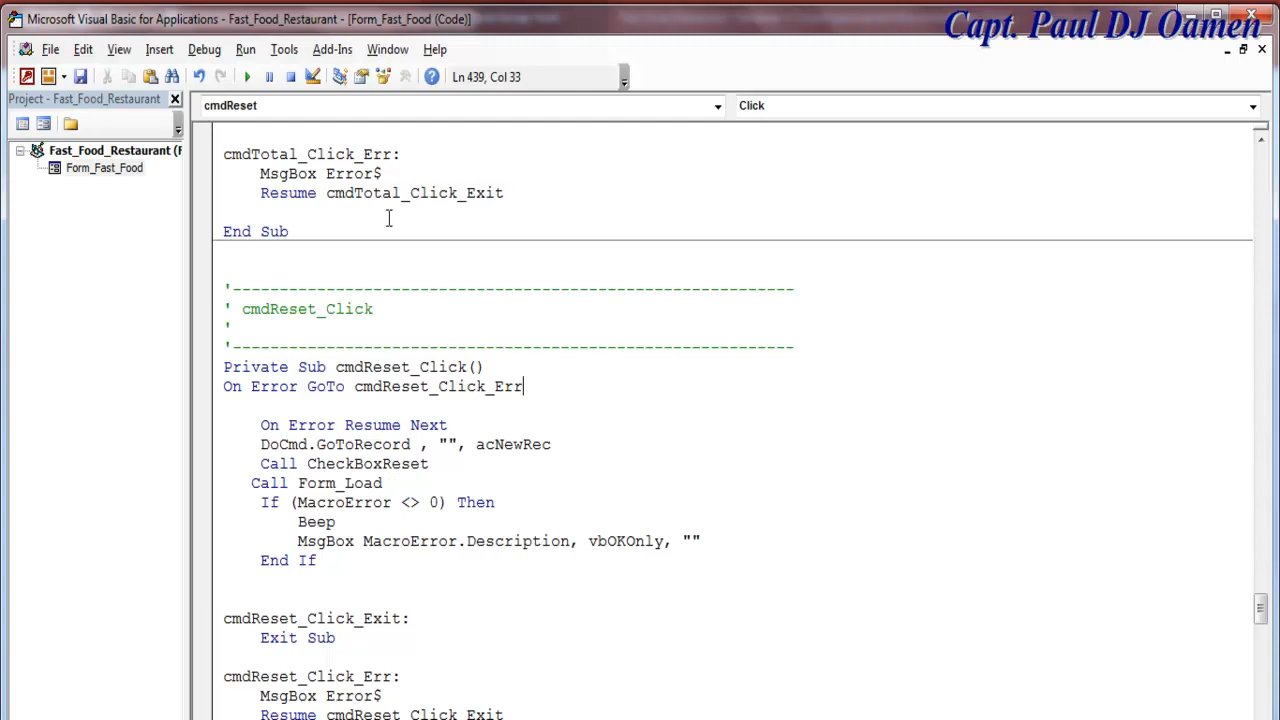 Microsoft Visual Basic for Applications - Fast_Food_Restaurant - [Form_Fast_Food (Code)]
Capt. Paul DJ Oamen
File Edit View Insert Debug Run Tools Add-Ins Window Help
Ln 439, Col 33
Project - Fast_Food_Restaurant
cmdReset Click
Fast_Food_Restaurant (F
Form_Fast_Food
cmdTotal_Click_Err:
MsgBox Error$
Resume cmdTotal_Click_Exit
End Sub
'------------------------------------------------------------
' cmdReset_Click
'
'------------------------------------------------------------
Private Sub cmdReset_Click()
On Error GoTo cmdReset_Click_Err
On Error Resume Next
DoCmd.GoToRecord , "", acNewRec
Call CheckBoxReset
Call Form_Load
If (MacroError <> 0) Then
Beep
MsgBox MacroError.Description, vbOKOnly, ""
End If
cmdReset_Click_Exit:
Exit Sub
cmdReset_Click_Err:
MsgBox Error$
Resume cmdReset_Click_Exit